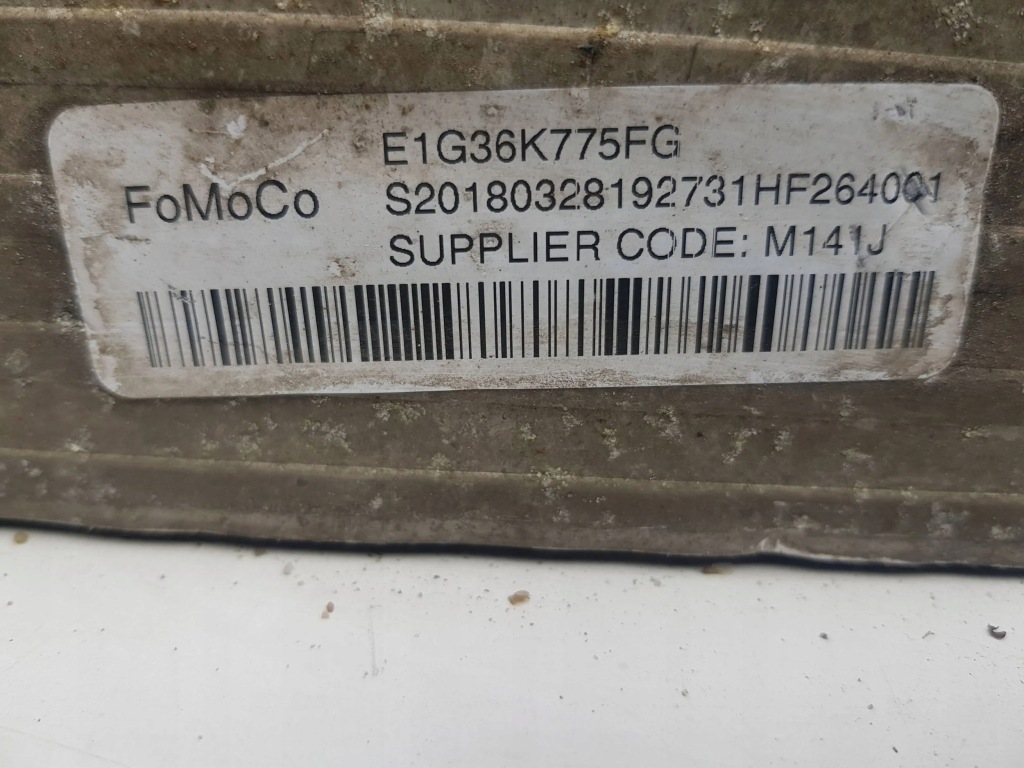 E1G36K775FG
FoMoCo S20180328192731HF264001
SUPPLIER CODE: M141J